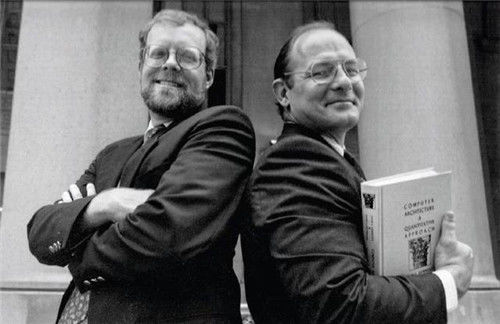 COMPUTER
ARCHITECTURE
A
QUANTITATIVE
APPROACH